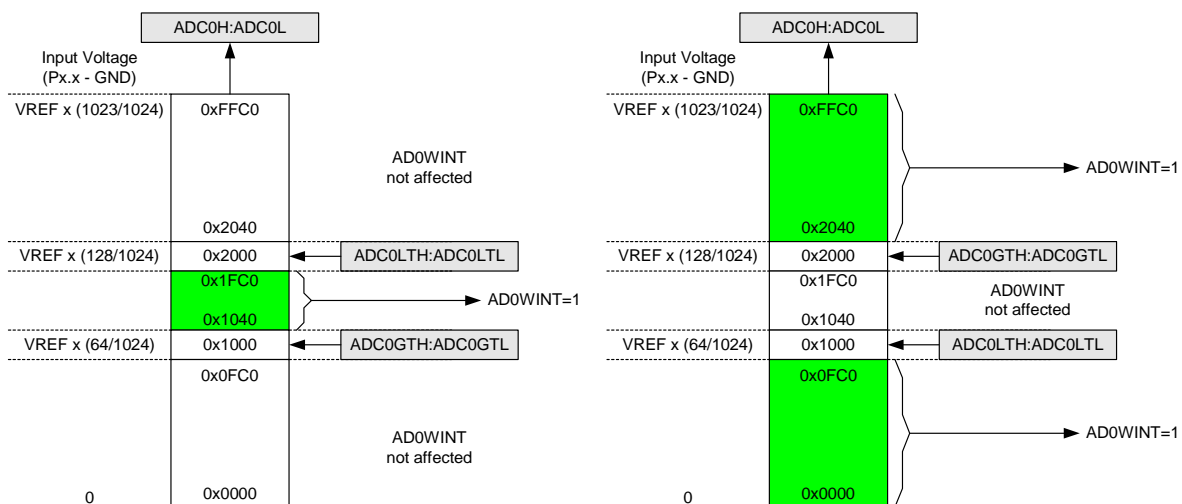 ADC0H:ADC0L
Input Voltage
(Px.x - GND)
VREF x (1023/1024)
0xFFC0
AD0WINT
not affected
0x2040
VREF x (128/1024)
0x2000
ADC0LTH:ADC0LTL
0x1FC0
AD0WINT=1
0x1040
VREF x (64/1024)
0x1000
ADC0GTH:ADC0GTL
0x0FC0
AD0WINT
not affected
0
0x0000
ADC0H:ADC0L
Input Voltage
(Px.x - GND)
VREF x (1023/1024)
0xFFC0
AD0WINT=1
0x2040
VREF x (128/1024)
0x2000
ADC0GTH:ADC0GTL
0x1FC0
AD0WINT
not affected
0x1040
VREF x (64/1024)
0x1000
ADC0LTH:ADC0LTL
0x0FC0
AD0WINT=1
0
0x0000